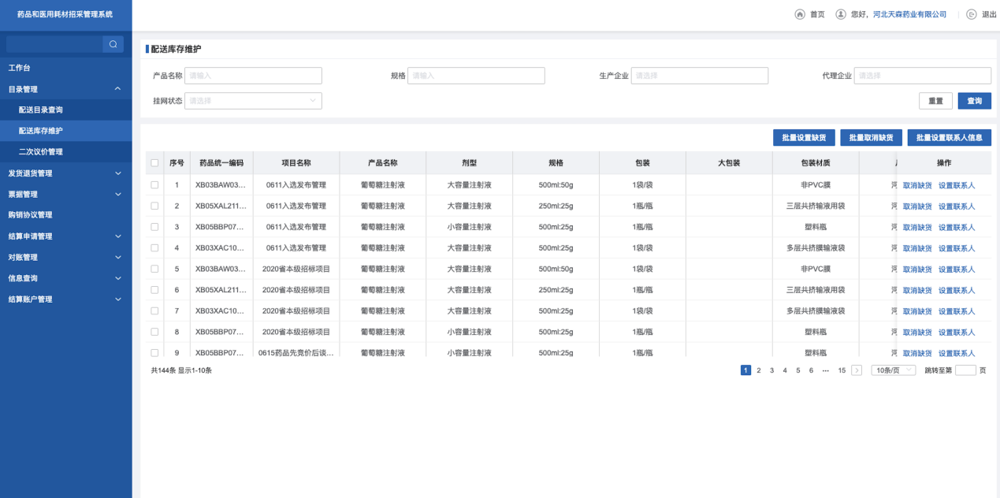 药品和医用耗材招采管理系统
首页 您好，河北天森药业有限公司 退出
工作台
目录管理
配送目录查询
配送库存维护
二次议价管理
发货退货管理
票据管理
购销协议管理
结算申请管理
对账管理
信息查询
结算账户管理
配送库存维护
产品名称 请输入 规格 请输入 生产企业 请选择 代理企业 请选择
挂网状态 请选择 重置 查询
批量设置缺货 批量取消缺货 批量设置联系人信息
序号 药品统一编码 项目名称 产品名称 剂型 规格 包装 大包装 包装材质 操作
1 XB03BAW03... 0611入选发布管理 葡萄糖注射液 大容量注射液 500ml:50g 1袋/袋 非PVC膜 河 取消缺货 设置联系人
2 XB05XAL211... 0611入选发布管理 葡萄糖注射液 大容量注射液 250ml:25g 1瓶/瓶 三层共挤输液用袋 河 取消缺货 设置联系人
3 XB05BBP07... 0611入选发布管理 葡萄糖注射液 小容量注射液 500ml:25g 1瓶/瓶 塑料瓶 河 取消缺货 设置联系人
4 XB03XAC10... 0611入选发布管理 葡萄糖注射液 大容量注射液 500ml:25g 1袋/袋 多层共挤膜输液袋 河 取消缺货 设置联系人
5 XB03BAW03... 2020省本级招标项目 葡萄糖注射液 大容量注射液 500ml:50g 1袋/袋 非PVC膜 河 取消缺货 设置联系人
6 XB05XAL211... 2020省本级招标项目 葡萄糖注射液 大容量注射液 250ml:25g 1瓶/瓶 三层共挤输液用袋 河 取消缺货 设置联系人
7 XB03XAC10... 2020省本级招标项目 葡萄糖注射液 大容量注射液 500ml:25g 1袋/袋 多层共挤膜输液袋 河 取消缺货 设置联系人
8 XB05BBP07... 2020省本级招标项目 葡萄糖注射液 小容量注射液 500ml:25g 1瓶/瓶 塑料瓶 河 取消缺货 设置联系人
9 XB05BBP07... 0615药品先竞价后谈... 葡萄糖注射液 小容量注射液 500ml:25g 1瓶/瓶 塑料瓶 河 取消缺货 设置联系人
共144条 显示1-10条 1 2 3 4 5 6 ··· 15 10条/页 跳转至第 页